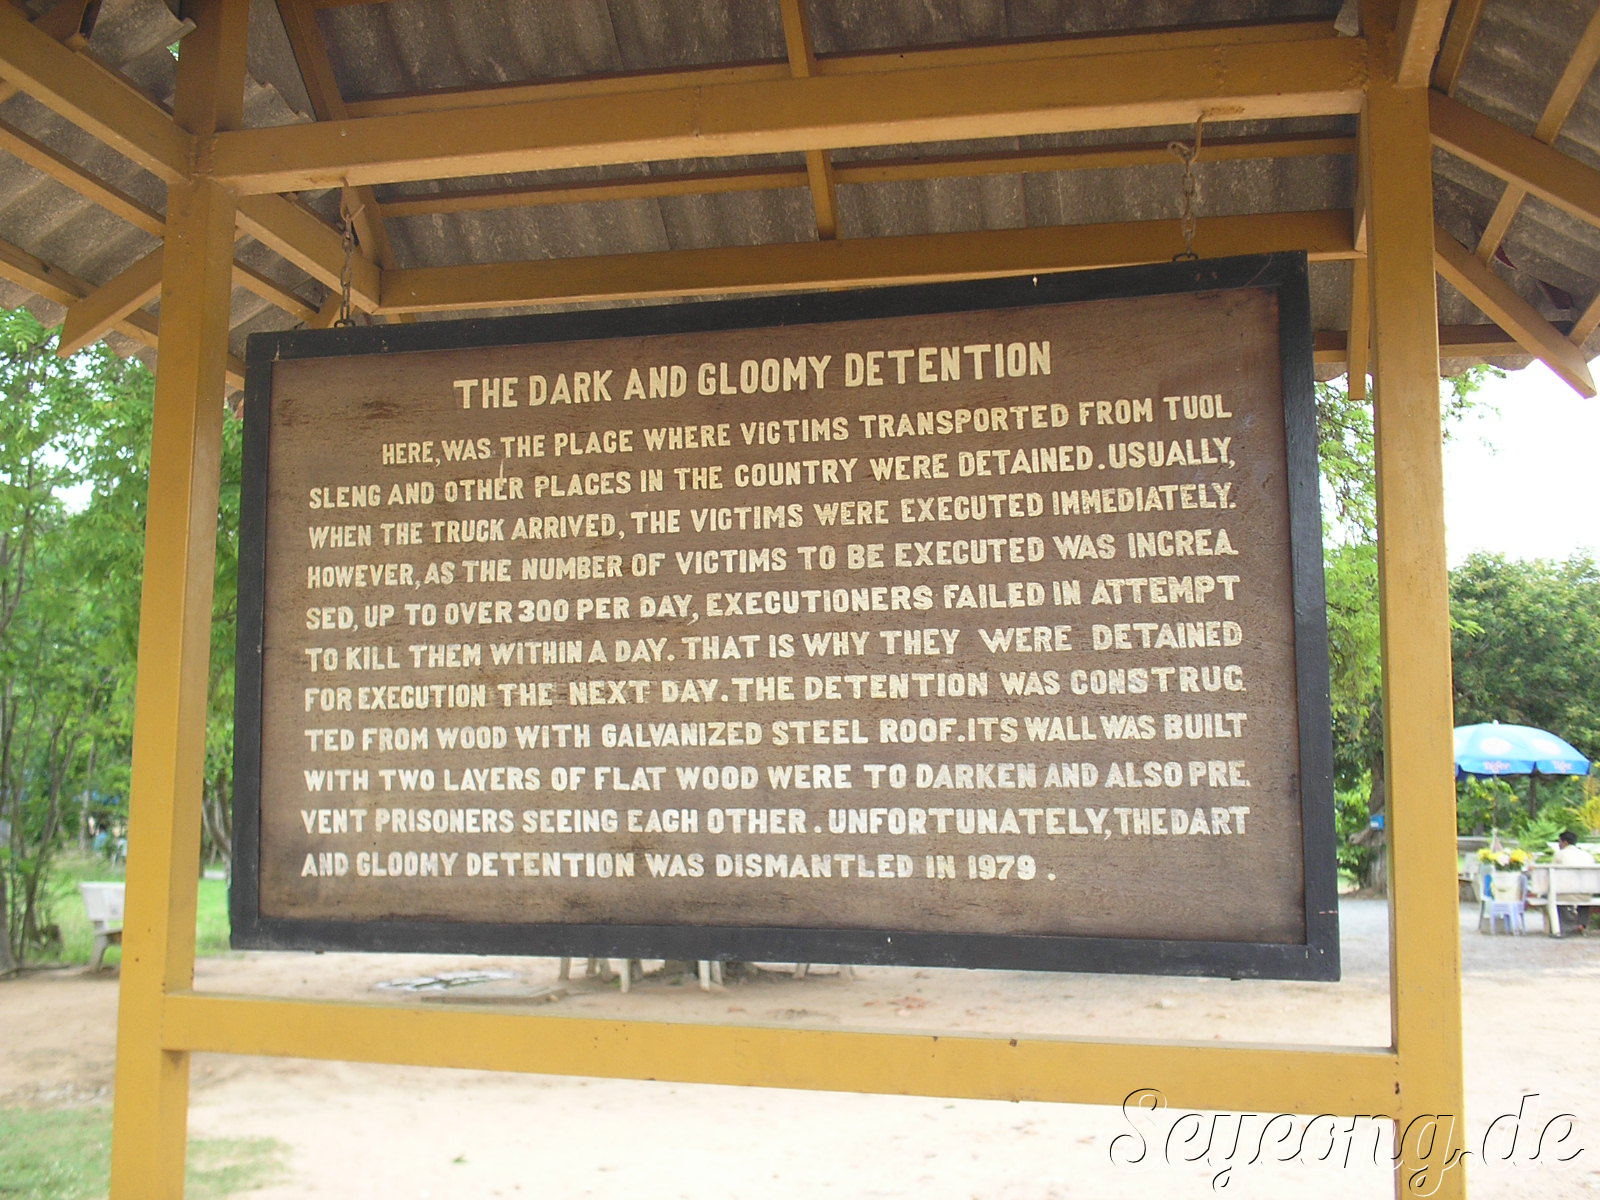 THE DARK AND GLOOMY DETENTION
HERE, WAS THE PLACE WHERE VICTIMS TRANSPORTED FROM TUOL
SLENG AND OTHER PLACES IN THE COUNTRY WERE DETAINED. USUALLY,
WHEN THE TRUCK ARRIVED, THE VICTIMS WERE EXECUTED IMMEDIATELY.
HOWEVER, AS THE NUMBER OF VICTIMS TO BE EXECUTED WAS INCREA
SED, UP TO OVER 300 PER DAY, EXECUTIONERS FAILED IN ATTEMPT
TO KILL THEM WITHIN A DAY. THAT IS WHY THEY WERE DETAINED
FOR EXECUTION THE NEXT DAY. THE DETENTION WAS CONSTRUC
TED FROM WOOD WITH GALVANIZED STEEL ROOF. ITS WALL WAS BUILT
WITH TWO LAYERS OF FLAT WOOD WERE TO DARKEN AND ALSO PRE.
VENT PRISONERS SEEING EACH OTHER. UNFORTUNATELY, THE DART
AND GLOOMY DETENTION WAS DISMANTLED IN 1979.
Tiger
Tiger
Seyeong.de